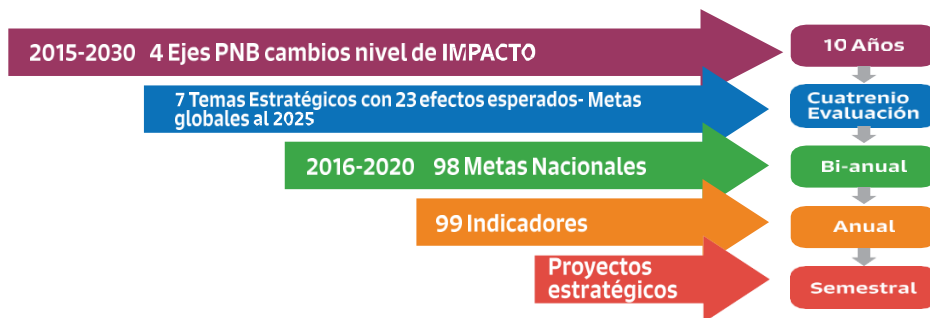 2015-2030 4 Ejes PNB cambios nivel de IMPACTO
10 Años
7 Temas Estratégicos con 23 efectos esperados- Metas
globales al 2025
Cuatrenio
Evaluación
2016-2020 98 Metas Nacionales
Bi-anual
99 Indicadores
Anual
Proyectos
estratégicos
Semestral